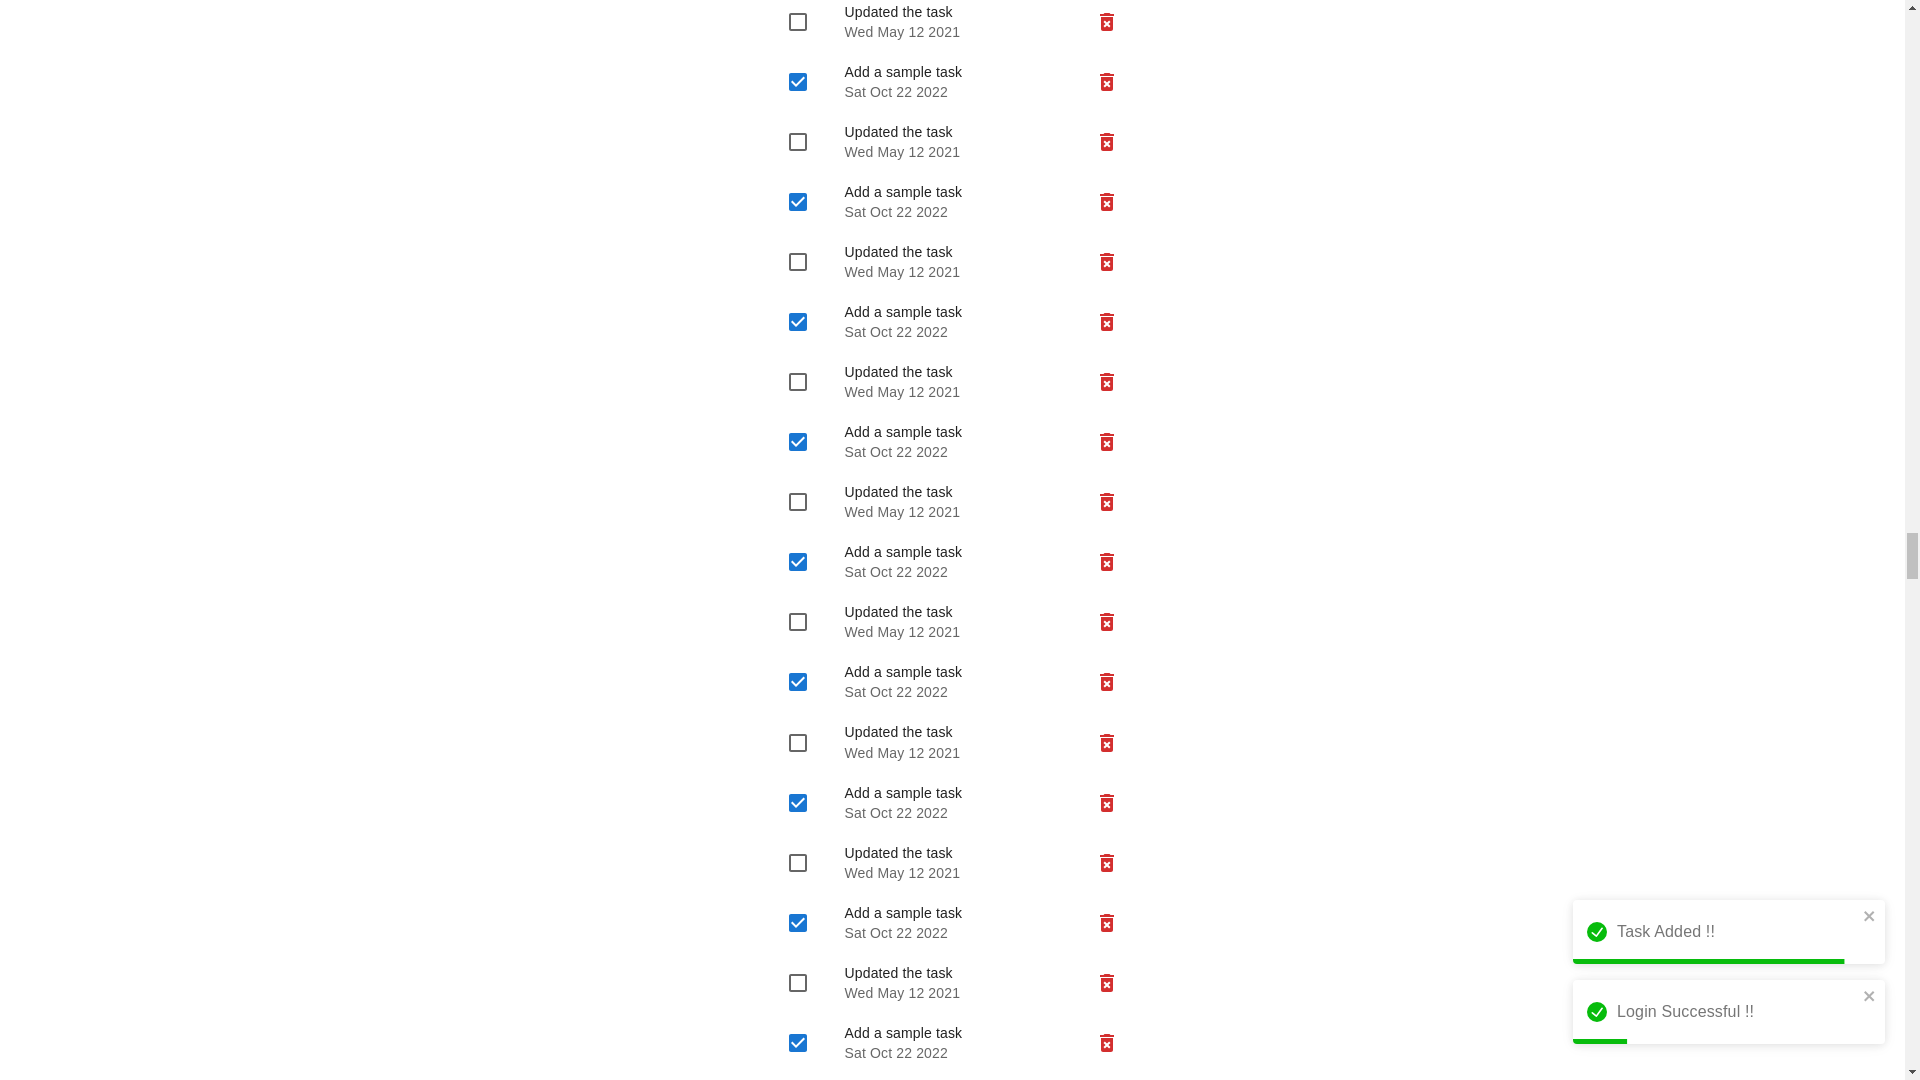 Updated the task
Wed May 12 2021
Add a sample task
Sat Oct 22 2022
Updated the task
Wed May 12 2021
Add a sample task
Sat Oct 22 2022
Updated the task
Wed May 12 2021
Add a sample task
Sat Oct 22 2022
Updated the task
Wed May 12 2021
Add a sample task
Sat Oct 22 2022
Updated the task
Wed May 12 2021
Add a sample task
Sat Oct 22 2022
Updated the task
Wed May 12 2021
Add a sample task
Sat Oct 22 2022
Updated the task
Wed May 12 2021
Add a sample task
Sat Oct 22 2022
Updated the task
Wed May 12 2021
Add a sample task
Sat Oct 22 2022
Updated the task
Wed May 12 2021
Add a sample task
Sat Oct 22 2022
Task Added !!
Login Successful !!